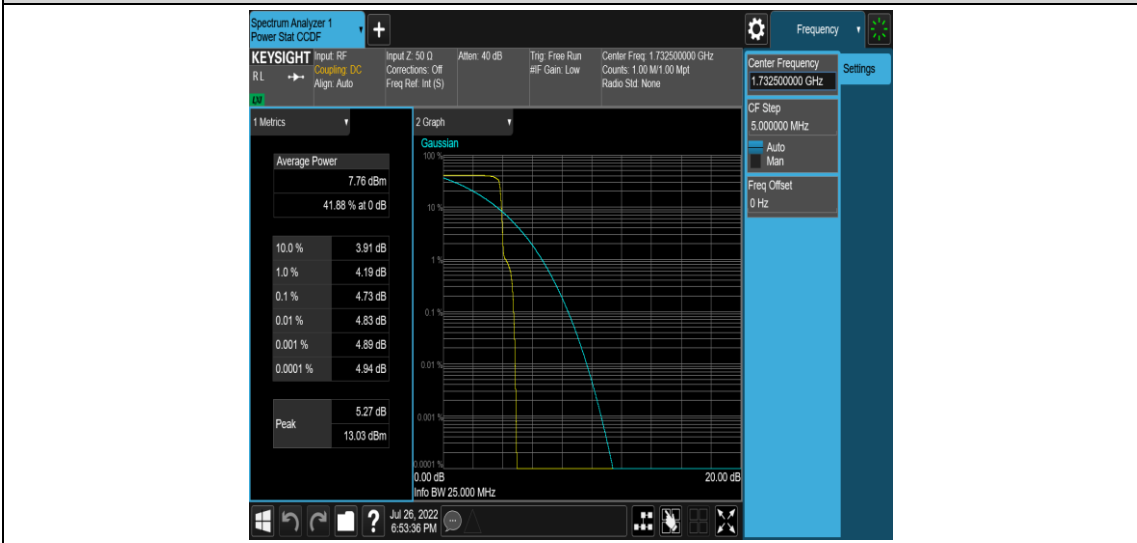 Spectrum Analyzer 1
Power Stat CCDF
+
Frequency
KEYSIGHT
R L
LXI
Input: RF
Coupling: DC
Align: Auto
Input Z: 50 Ω
Corrections: Off
Freq Ref: Int (S)
Atten: 40 dB
Trig: Free Run
#IF Gain: Low
Center Freq: 1.732500000 GHz
Counts: 1.00 M/1.00 Mpt
Radio Std: None
Center Frequency
1.732500000 GHz
Settings
CF Step
5.000000 MHz
Auto
Man
Freq Offset
0 Hz
1 Metrics
Average Power
7.76 dBm
41.88 % at 0 dB
10.0 % 3.91 dB
1.0 % 4.19 dB
0.1 % 4.73 dB
0.01 % 4.83 dB
0.001 % 4.89 dB
0.0001 % 4.94 dB
Peak 5.27 dB
13.03 dBm
2 Graph
Gaussian
100 %
10 %
1 %
0.1 %
0.01 %
0.001 %
0.0001 %
0.00 dB 20.00 dB
Info BW 25.000 MHz
?
Jul 26, 2022
6:53:36 PM